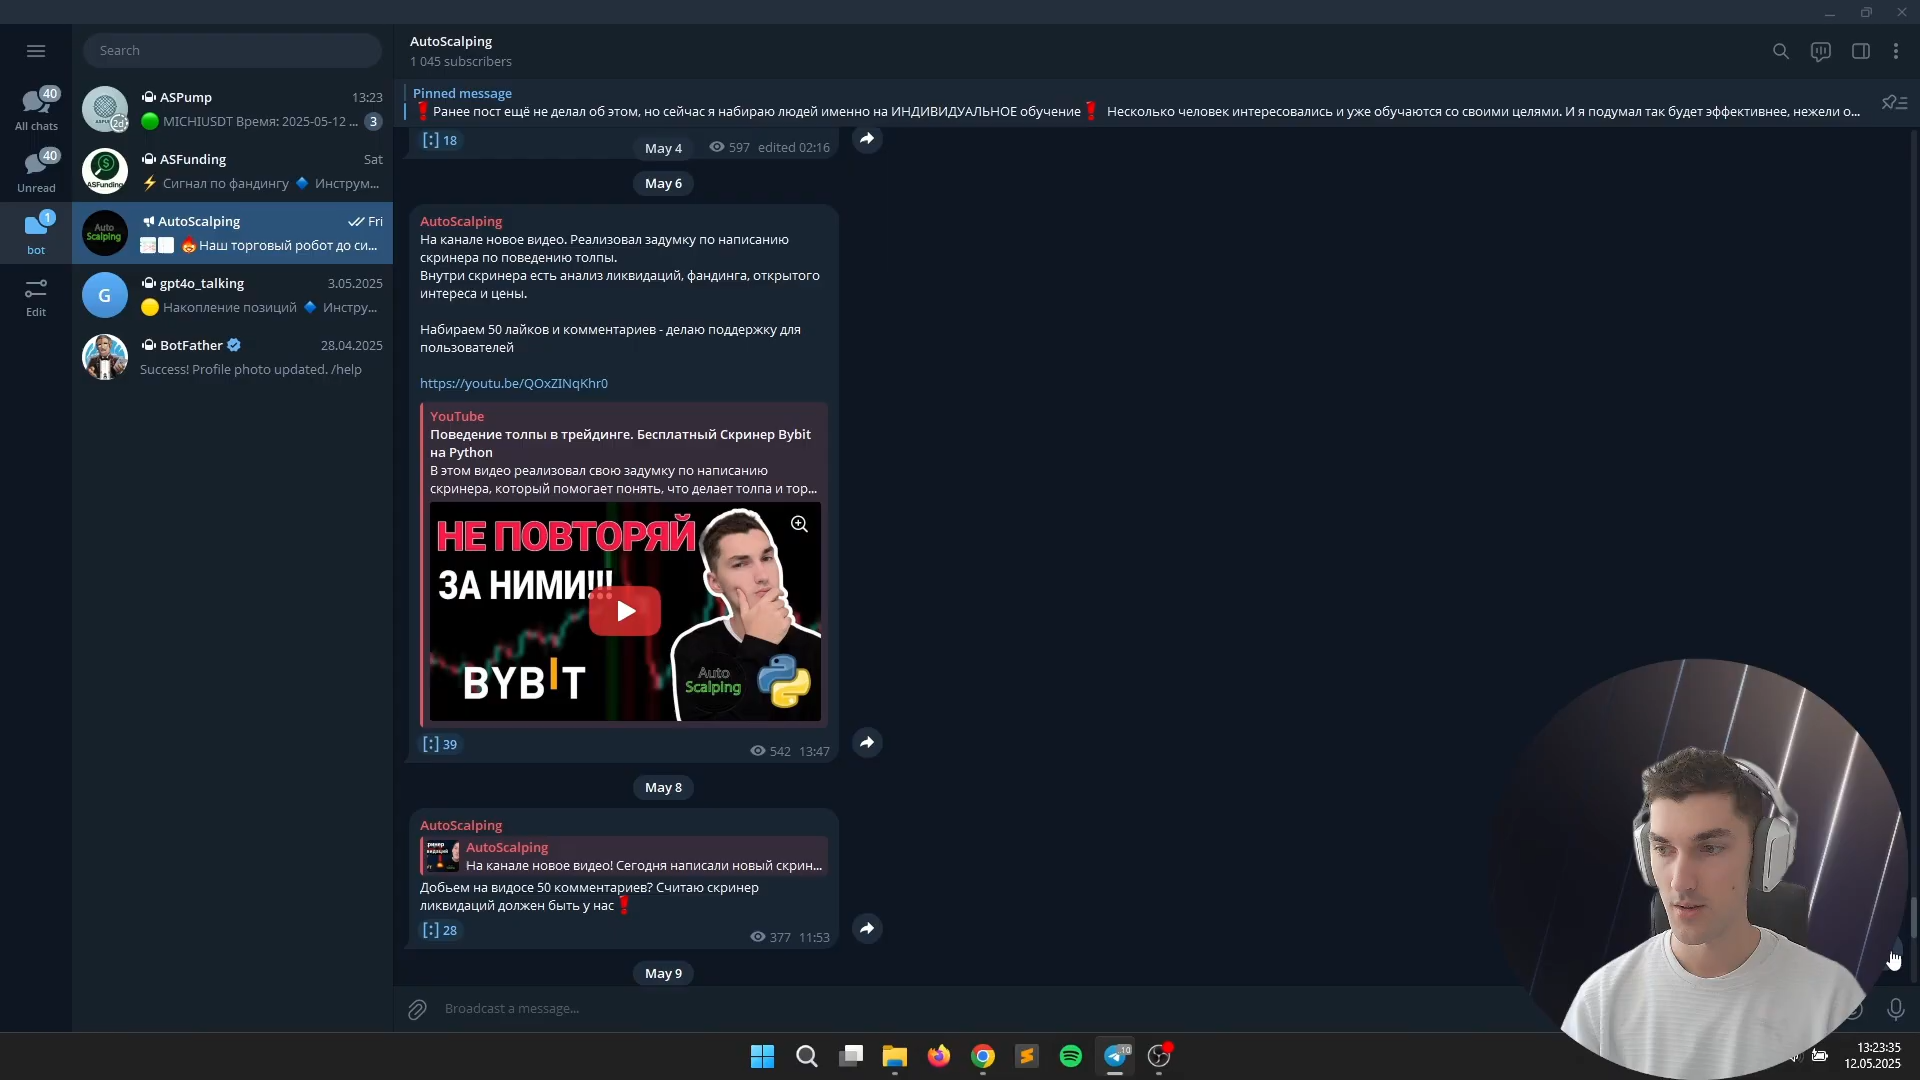 Search
40
All chats
40
Unread
1
bot
Edit
ASPump
13:23
MICHIUSDT Время: 2025-05-12 ...
3
2d
ASFunding
Sat
ASFunding
Сигнал по фандингу Инструм...
Auto
Scalping
AutoScalping
Fri
Наш торговый робот до си...
G
gpt4o_talking
3.05.2025
Накопление позиций Инстру...
BotFather
28.04.2025
Success! Profile photo updated. /help
AutoScalping
1 045 subscribers
Pinned message
❗Ранее пост ещё не делал об этом, но сейчас я набираю людей именно на ИНДИВИДУАЛЬНОЕ обучение❗ Несколько человек интересовались и уже обучаются со своими целями. И я подумал так будет эффективнее, нежели о...
[:] 18
May 4
597 edited 02:16
May 6
AutoScalping
На канале новое видео. Реализовал задумку по написанию
скринера по поведению толпы.
Внутри скринера есть анализ ликвидаций, фандинга, открытого
интереса и цены.
Набираем 50 лайков и комментариев - делаю поддержку для
пользователей
https://youtu.be/QOxZINqKhr0
YouTube
Поведение толпы в трейдинге. Бесплатный Скринер Bybit
на Python
В этом видео реализовал свою задумку по написанию
скринера, который помогает понять, что делает толпа и тор...
НЕ ПОВТОРЯЙ
ЗА НИМИ!!!
BYBIT
Auto
Scalping
[:] 39
542 13:47
May 8
AutoScalping
AutoScalping
На канале новое видео! Сегодня написали новый скрин...
Добьем на видосе 50 комментариев? Считаю скринер
ликвидаций должен быть у нас❗
[:] 28
377 11:53
May 9
Broadcast a message...
10
13:23:35
12.05.2025